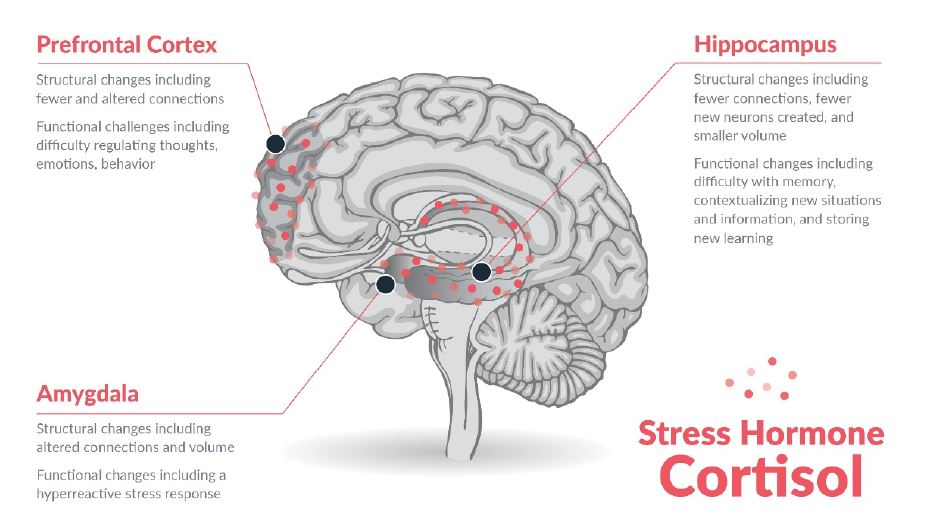 Prefrontal Cortex
Structural changes including
fewer and altered connections
Functional challenges including
difficulty regulating thoughts,
emotions, behavior
Hippocampus
Structural changes including
fewer connections, fewer
new neurons created, and
smaller volume
Functional changes including
difficulty with memory,
contextualizing new situations
and information, and storing
new learning
Amygdala
Structural changes including
altered connections and volume
Functional changes including a
hyperreactive stress response
Stress Hormone
Cortisol